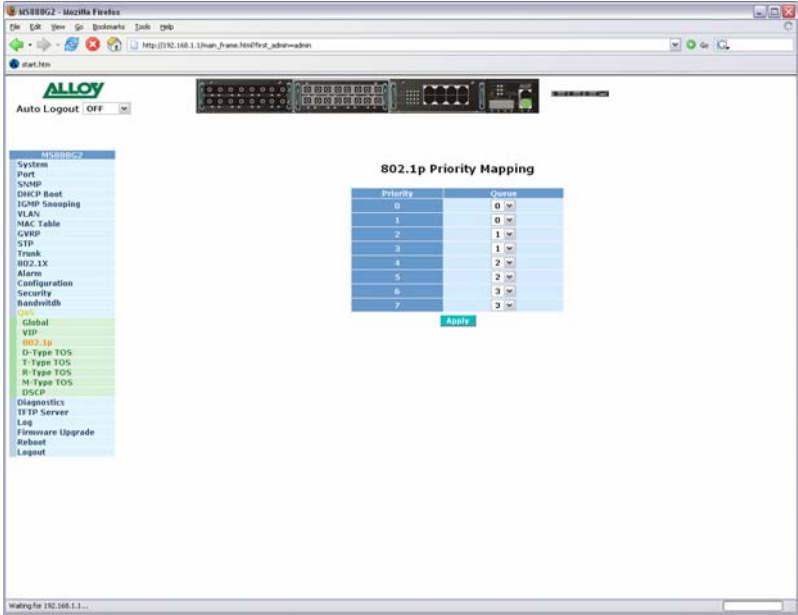 MS888G2 - Mozilla Firefox
File Edit View Go Bookmarks Tools Help
http://192.168.1.1/main_frame.html?first_admin=admin
Go
start.htm
ALLOY
Auto Logout OFF
MS888G2
System
Port
SNMP
DHCP Boot
IGMP Snooping
VLAN
MAC Table
GVRP
STP
Trunk
802.1X
Alarm
Configuration
Security
Bandwitdh
QoS
Global
VIP
802.1p
D-Type TOS
T-Type TOS
R-Type TOS
M-Type TOS
DSCP
Diagnostics
TFTP Server
Log
Firmware Upgrade
Reboot
Logout
802.1p Priority Mapping
Priority Queue
0 0
1 0
2 1
3 1
4 2
5 2
6 3
7 3
Apply
Waiting for 192.168.1.1...